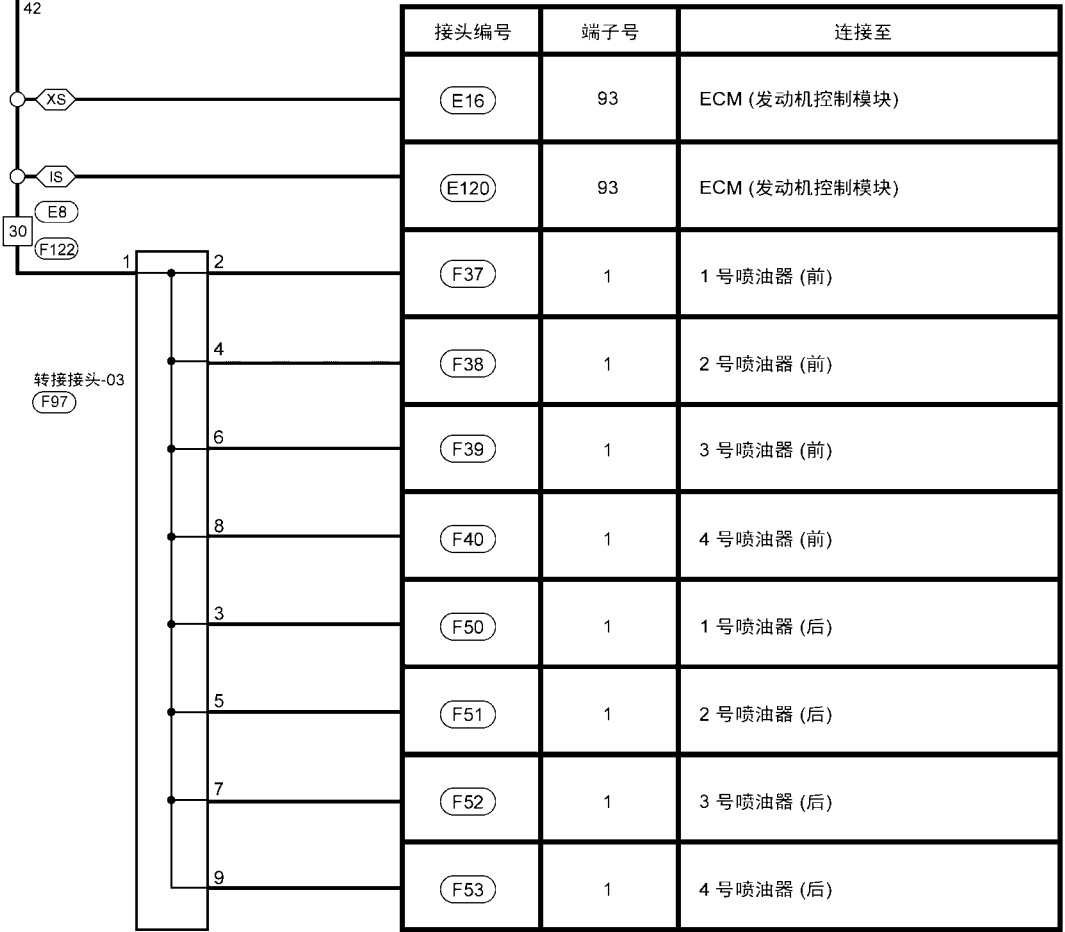 42
接头编号 端子号 连接至
XS E16 93 ECM (发动机控制模块)
IS E120 93 ECM (发动机控制模块)
E8
30
F122
1 2 F37 1 1 号喷油器 (前)
4 F38 1 2 号喷油器 (前)
转接接头-03
F97
6 F39 1 3 号喷油器 (前)
8 F40 1 4 号喷油器 (前)
3 F50 1 1 号喷油器 (后)
5 F51 1 2 号喷油器 (后)
7 F52 1 3 号喷油器 (后)
9 F53 1 4 号喷油器 (后)